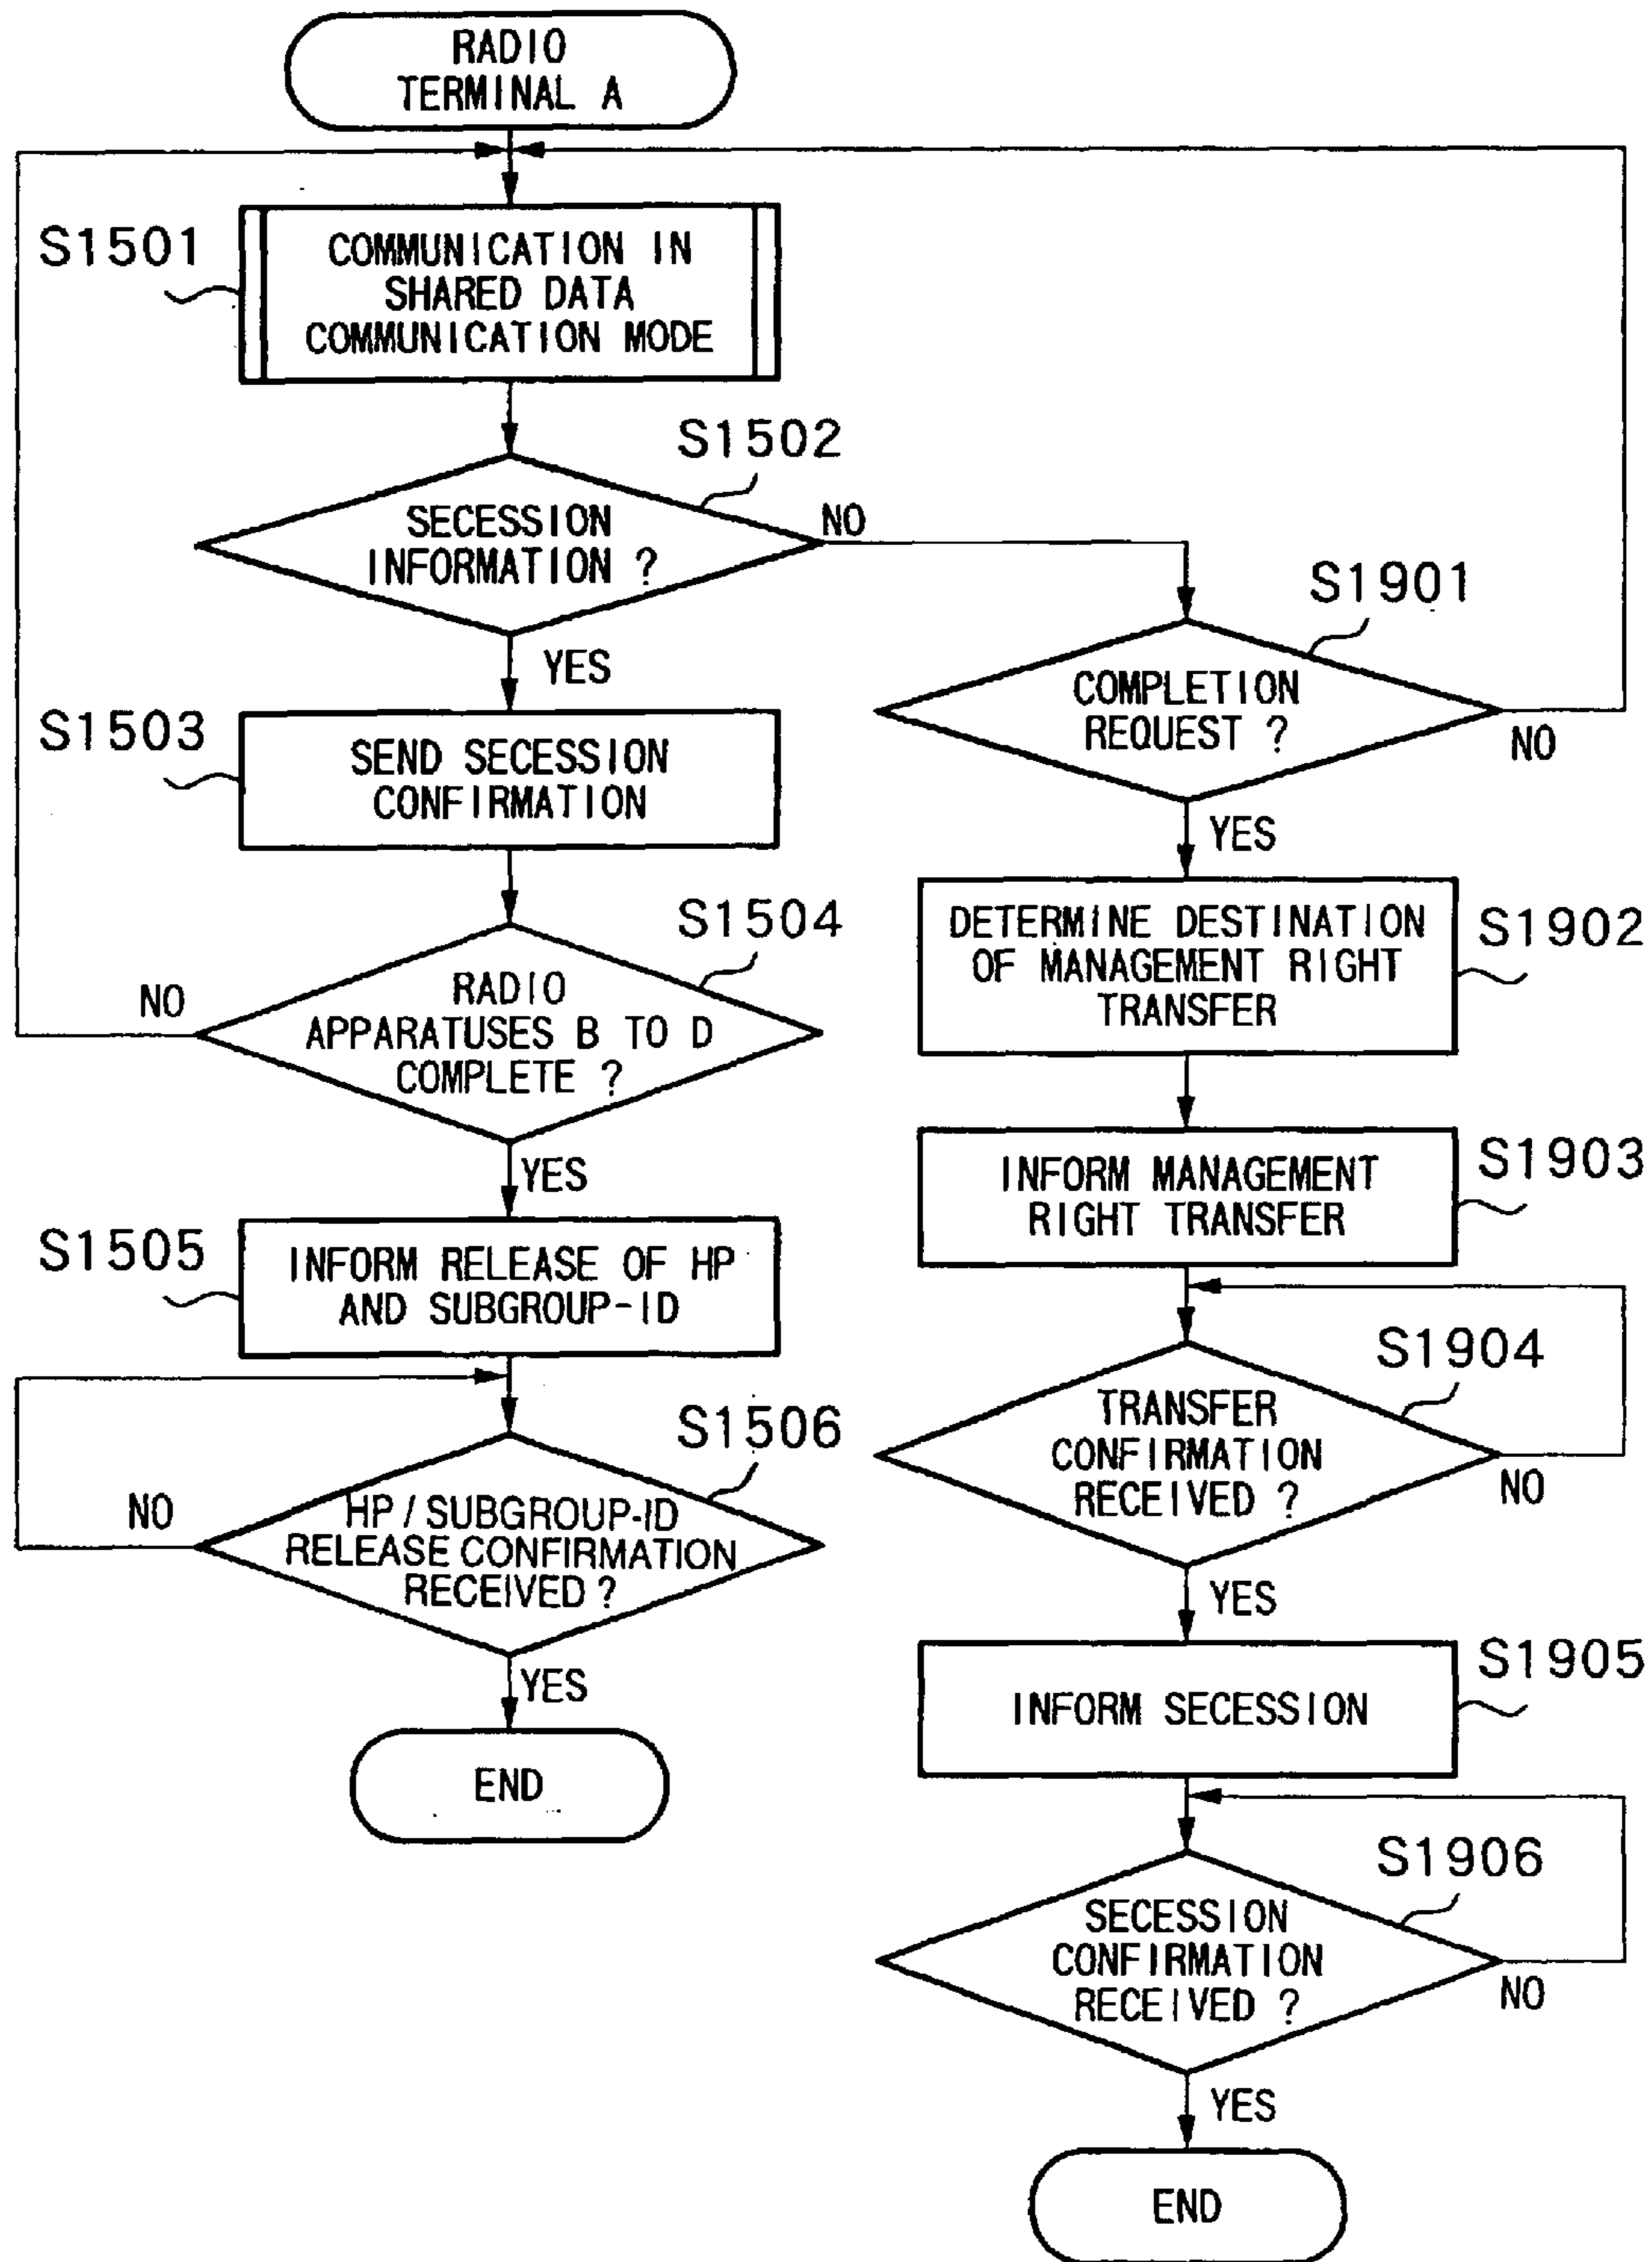 RADIO
TERMINAL A
S1501
COMMUNICATION IN
SHARED DATA
COMMUNICATION MODE
S1502
SECESSION
INFORMATION ?
NO
YES
S1503
SEND SECESSION
CONFIRMATION
S1504
RADIO
APPARATUSES B TO D
COMPLETE ?
NO
YES
S1505
INFORM RELEASE OF HP
AND SUBGROUP-ID
S1506
HP / SUBGROUP-ID
RELEASE CONFIRMATION
RECEIVED ?
NO
YES
END
S1901
COMPLETION
REQUEST ?
NO
YES
DETERMINE DESTINATION
OF MANAGEMENT RIGHT
TRANSFER
S1902
INFORM MANAGEMENT
RIGHT TRANSFER
S1903
S1904
TRANSFER
CONFIRMATION
RECEIVED ?
NO
YES
S1905
INFORM SECESSION
S1906
SECESSION
CONFIRMATION
RECEIVED ?
NO
YES
END